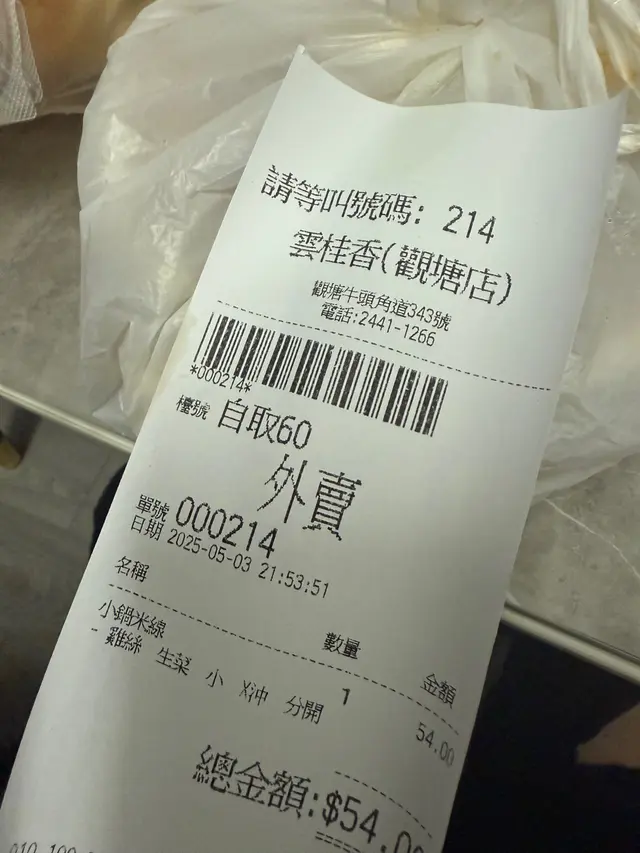 請等叫號碼: 214
雲桂香(觀塘店)
觀塘牛頭角道343號
電話:2441-1266
*000214*
檯號 自取60
外賣
單號 000214
日期 2025-05-03 21:53:51
名稱 數量 金額
小鍋米線 1 54.00
- 雞絲 生菜 小 X沖 分開
總金額:$54.00